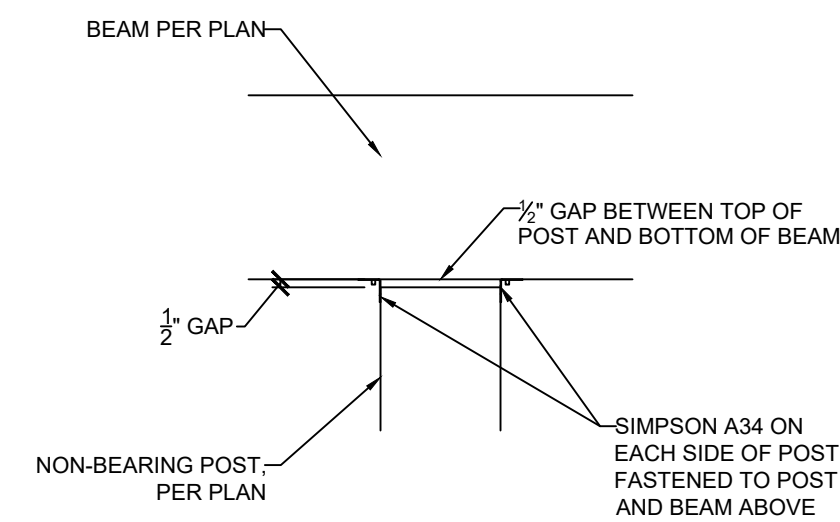 BEAM PER PLAN
½" GAP BETWEEN TOP OF
POST AND BOTTOM OF BEAM
½" GAP
NON-BEARING POST,
PER PLAN
SIMPSON A34 ON
EACH SIDE OF POST
FASTENED TO POST
AND BEAM ABOVE